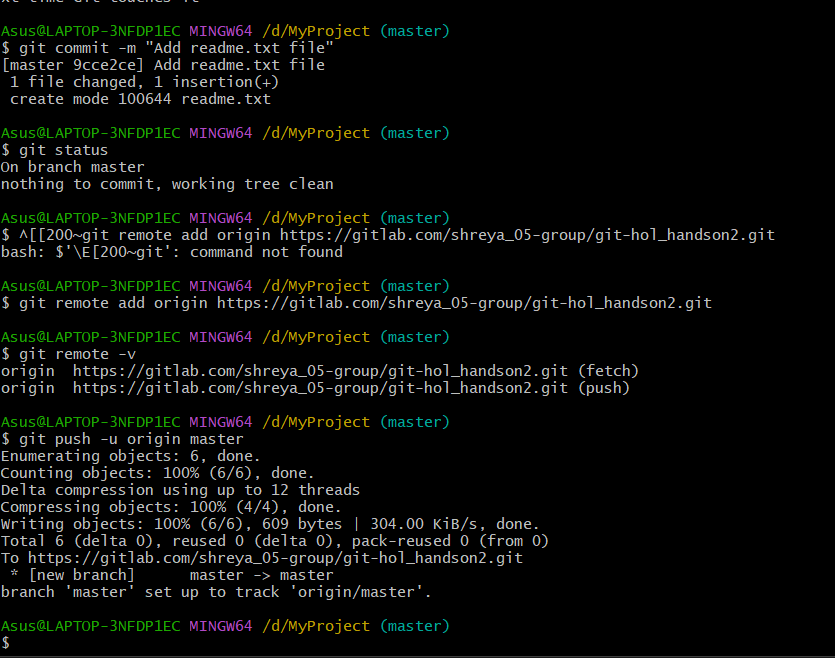 Asus@LAPTOP-3NFDP1EC MINGW64 /d/MyProject (master)
$ git commit -m "Add readme.txt file"
[master 9cce2ce] Add readme.txt file
 1 file changed, 1 insertion(+)
 create mode 100644 readme.txt

Asus@LAPTOP-3NFDP1EC MINGW64 /d/MyProject (master)
$ git status
On branch master
nothing to commit, working tree clean

Asus@LAPTOP-3NFDP1EC MINGW64 /d/MyProject (master)
$ ^[[200~git remote add origin https://gitlab.com/shreya_05-group/git-hol_handson2.git
bash: $'\E[200~git': command not found

Asus@LAPTOP-3NFDP1EC MINGW64 /d/MyProject (master)
$ git remote add origin https://gitlab.com/shreya_05-group/git-hol_handson2.git

Asus@LAPTOP-3NFDP1EC MINGW64 /d/MyProject (master)
$ git remote -v
origin  https://gitlab.com/shreya_05-group/git-hol_handson2.git (fetch)
origin  https://gitlab.com/shreya_05-group/git-hol_handson2.git (push)

Asus@LAPTOP-3NFDP1EC MINGW64 /d/MyProject (master)
$ git push -u origin master
Enumerating objects: 6, done.
Counting objects: 100% (6/6), done.
Delta compression using up to 12 threads
Compressing objects: 100% (4/4), done.
Writing objects: 100% (6/6), 609 bytes | 304.00 KiB/s, done.
Total 6 (delta 0), reused 0 (delta 0), pack-reused 0 (from 0)
To https://gitlab.com/shreya_05-group/git-hol_handson2.git
 * [new branch]      master -> master
branch 'master' set up to track 'origin/master'.

Asus@LAPTOP-3NFDP1EC MINGW64 /d/MyProject (master)
$